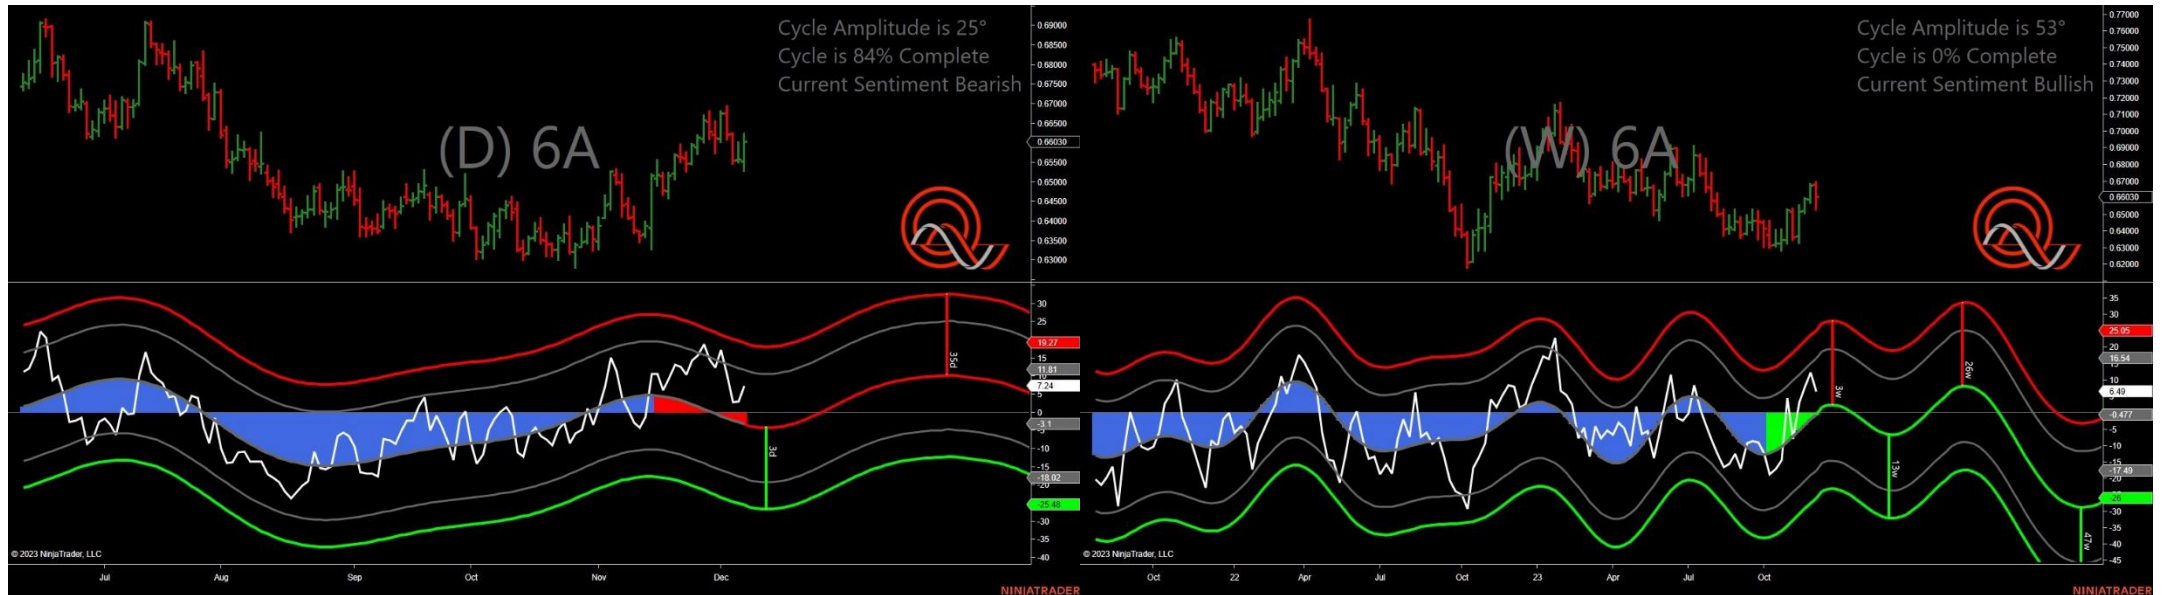 Cycle Amplitude is 25°
Cycle is 84% Complete
Current Sentiment Bearish
(D) 6A
0.69000
0.68500
0.67500
0.67000
0.66030
0.65500
0.65000
0.64500
0.64000
0.63500
0.63000
30
25
19.27
15
11.81
10
7.24
5
0
-3.1
-5
-10
-15
-18.02
-20
-25.48
-30
-35
-40
35d
3d
© 2023 NinjaTrader, LLC
Jul
Aug
Sep
Oct
Nov
Dec
NINJATRADER
Cycle Amplitude is 53°
Cycle is 0% Complete
Current Sentiment Bullish
(W) 6A
0.77000
0.76000
0.75000
0.74000
0.73000
0.72000
0.71000
0.70000
0.69000
0.68000
0.67000
0.66030
0.65000
0.64000
0.63000
0.62000
35
30
25.05
20
16.54
10
6.49
5
-0.477
-5
-10
-17.49
-26
-30
-35
-40
-45
3w
26w
13w
47w
© 2023 NinjaTrader, LLC
Oct
22
Apr
Jul
Oct
23
Apr
Jul
Oct
NINJATRADER